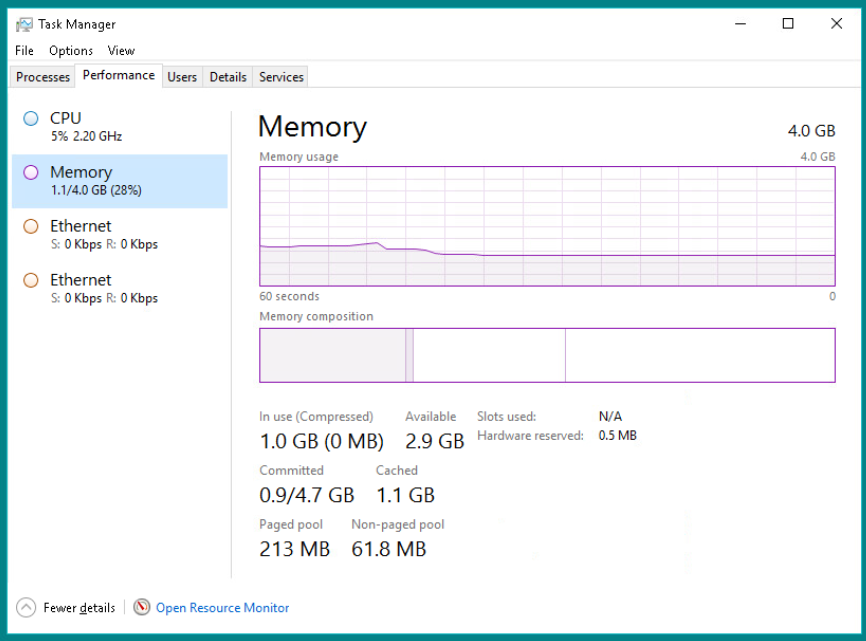 Task Manager
File Options View
Processes Performance Users Details Services
CPU
5% 2.20 GHz
Memory
1.1/4.0 GB (28%)
Ethernet
S: 0 Kbps R: 0 Kbps
Ethernet
S: 0 Kbps R: 0 Kbps
Memory 4.0 GB
Memory usage 4.0 GB
60 seconds 0
Memory composition
In use (Compressed) Available Slots used: N/A
1.0 GB (0 MB) 2.9 GB Hardware reserved: 0.5 MB
Committed Cached
0.9/4.7 GB 1.1 GB
Paged pool Non-paged pool
213 MB 61.8 MB
Fewer details Open Resource Monitor